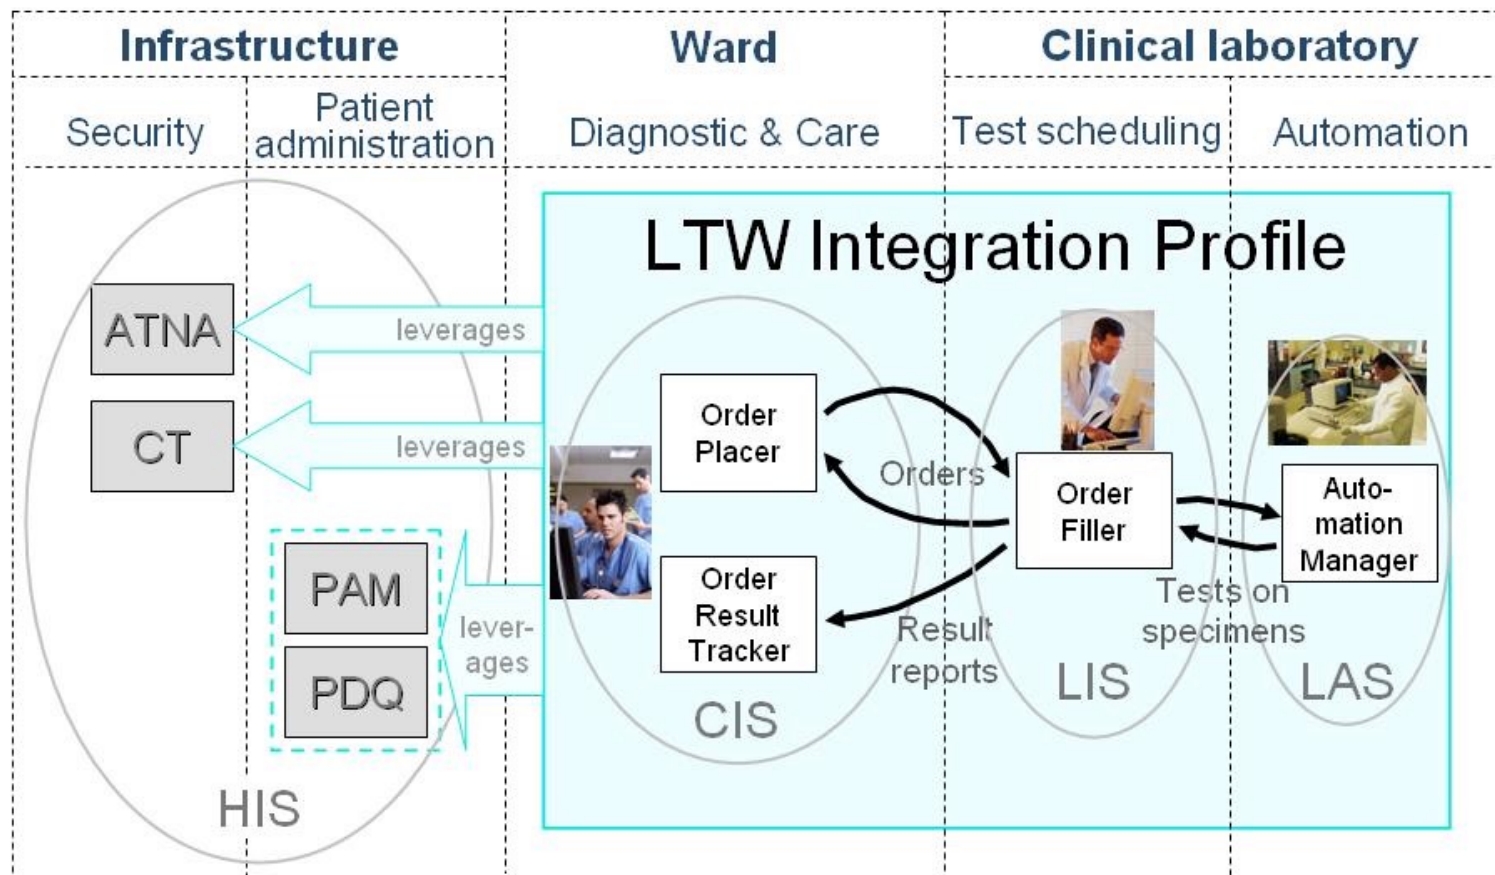 Infrastructure
Ward
Clinical laboratory
Security
Patient
administration
Diagnostic & Care
Test scheduling
Automation
LTW Integration Profile
ATNA
leverages
CT
leverages
PAM
PDQ
lever-
ages
HIS
Order
Placer
Orders
Order
Result
Tracker
Result
reports
CIS
Order
Filler
Tests on
specimens
LIS
Auto-
mation
Manager
LAS